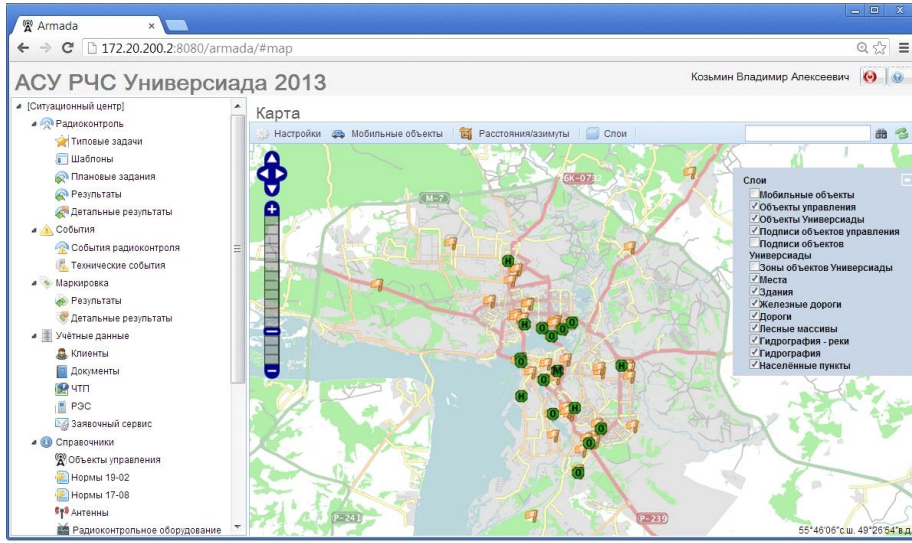 Armada
172.20.200.2:8080/armada/#map
АСУ РЧС Универсиада 2013
Козьмин Владимир Алексеевич
[Ситуационный центр]
Радиоконтроль
Типовые задачи
Шаблоны
Плановые задания
Результаты
Детальные результаты
События
События радиоконтроля
Технические события
Маркировка
Результаты
Детальные результаты
Учётные данные
Клиенты
Документы
ЧТП
РЭС
Заявочный сервис
Справочники
Объекты управления
Нормы 19-02
Нормы 17-08
Антенны
Радиоконтрольное оборудование
Карта
Настройки Мобильные объекты Расстояния/азимуты Слои
6К-0732
М-7
Н
Н О О О О
О О М Н
О
Н О Н
О О
О
Р-241
Р-239
Слои
Мобильные объекты
Объекты управления
Объекты Универсиады
Подписи объектов управления
Подписи объектов
Универсиады
Зоны объектов Универсиады
Места
Здания
Железные дороги
Дороги
Лесные массивы
Гидрография - реки
Гидрография
Населённые пункты
55°46'06"с.ш. 49°26'54"в.д.